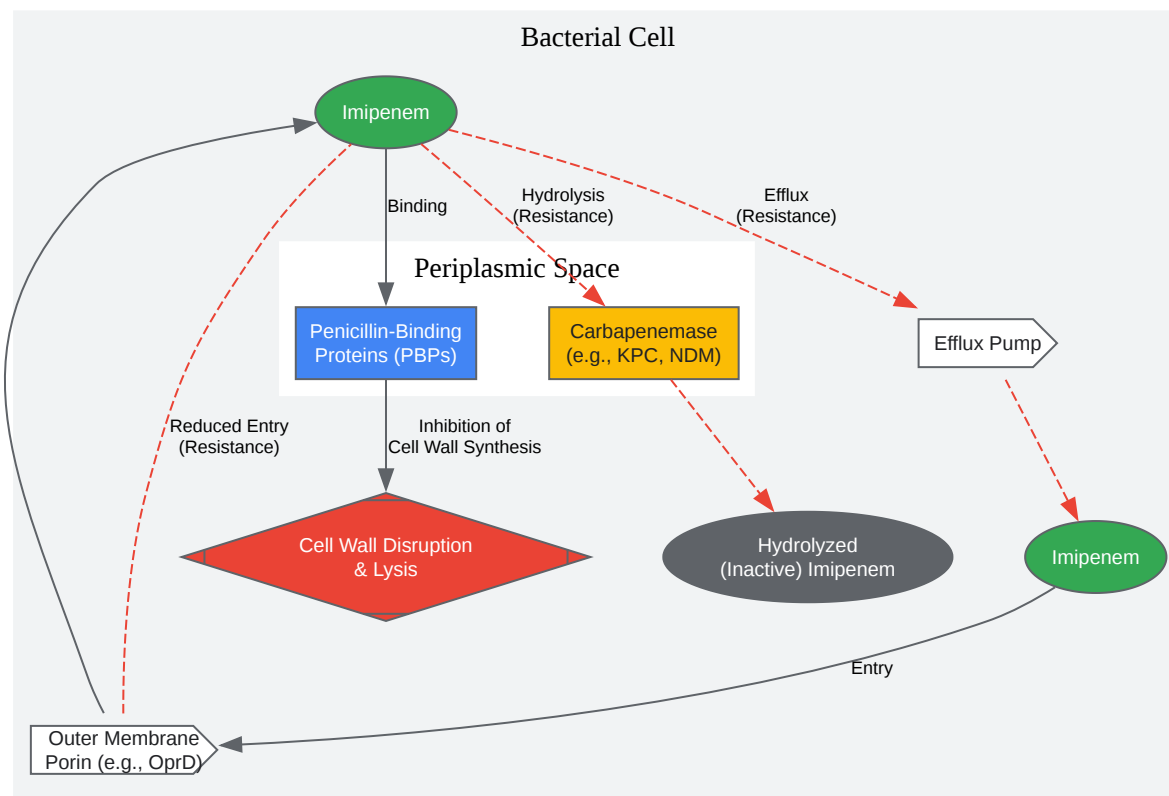 Bacterial Cell
Imipenem
Binding
Hydrolysis
(Resistance)
Efflux
(Resistance)
Periplasmic Space
Penicillin-Binding
Proteins (PBPs)
Carbapenemase
(e.g., KPC, NDM)
Efflux Pump
Reduced Entry
(Resistance)
Inhibition of
Cell Wall Synthesis
Cell Wall Disruption
& Lysis
Hydrolyzed
(Inactive) Imipenem
Imipenem
Entry
Outer Membrane
Porin (e.g., OprD)